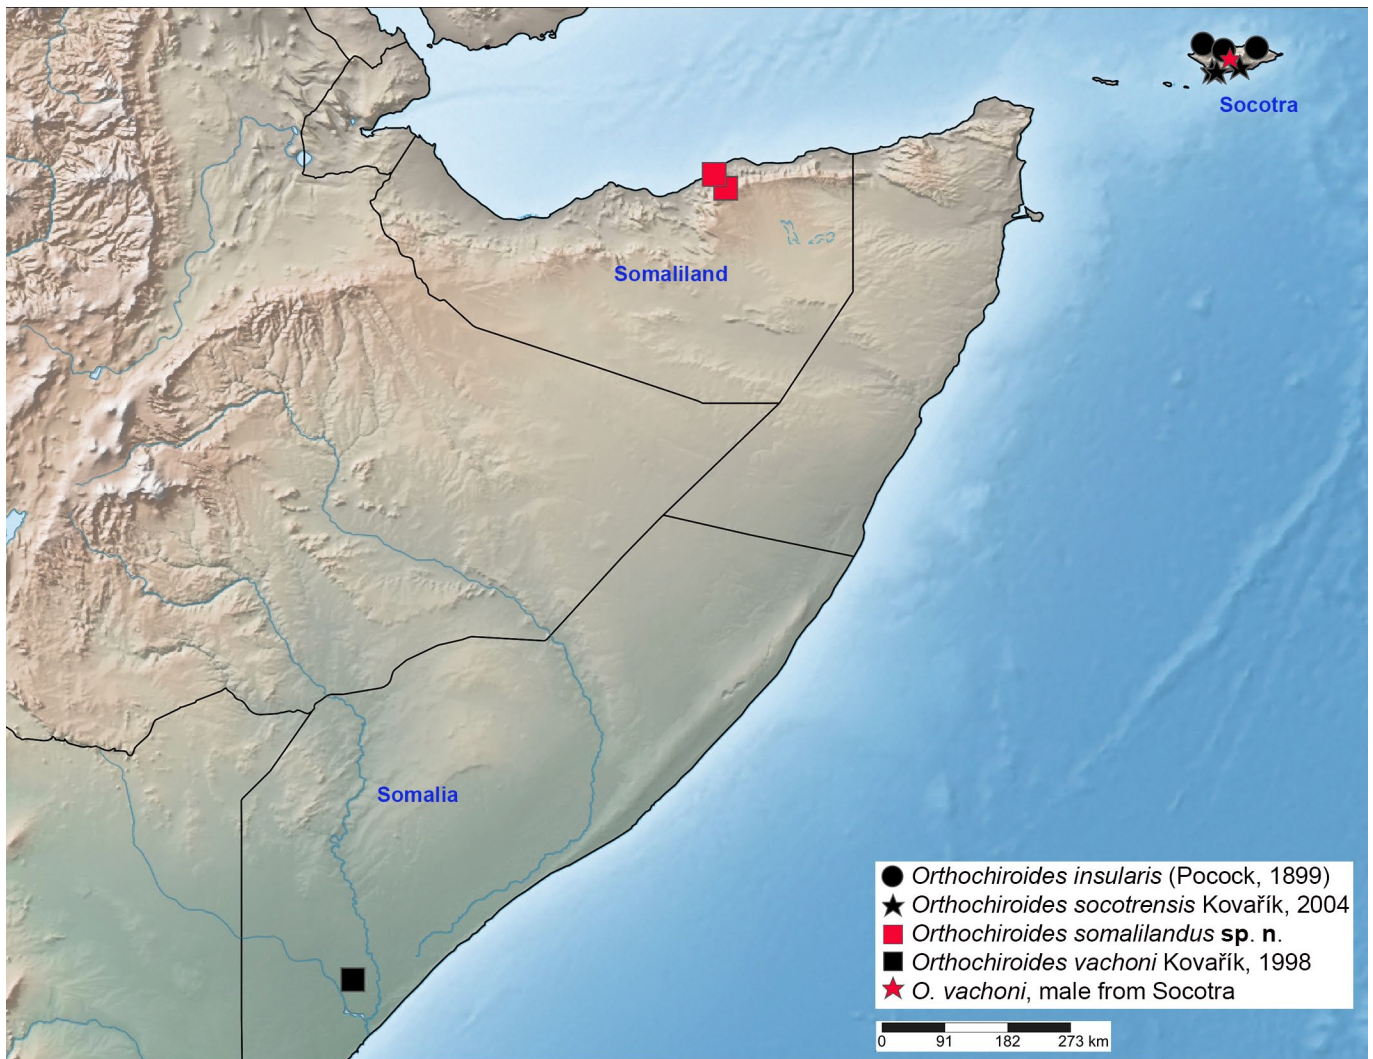 Socotra
Somaliland
Somalia
Orthochiroides insularis (Pocock, 1899)
Orthochiroides socotrensis Kovařík, 2004
Orthochiroides somalilandus sp. n.
Orthochiroides vachoni Kovařík, 1998
O. vachoni, male from Socotra
0 91 182 273 km